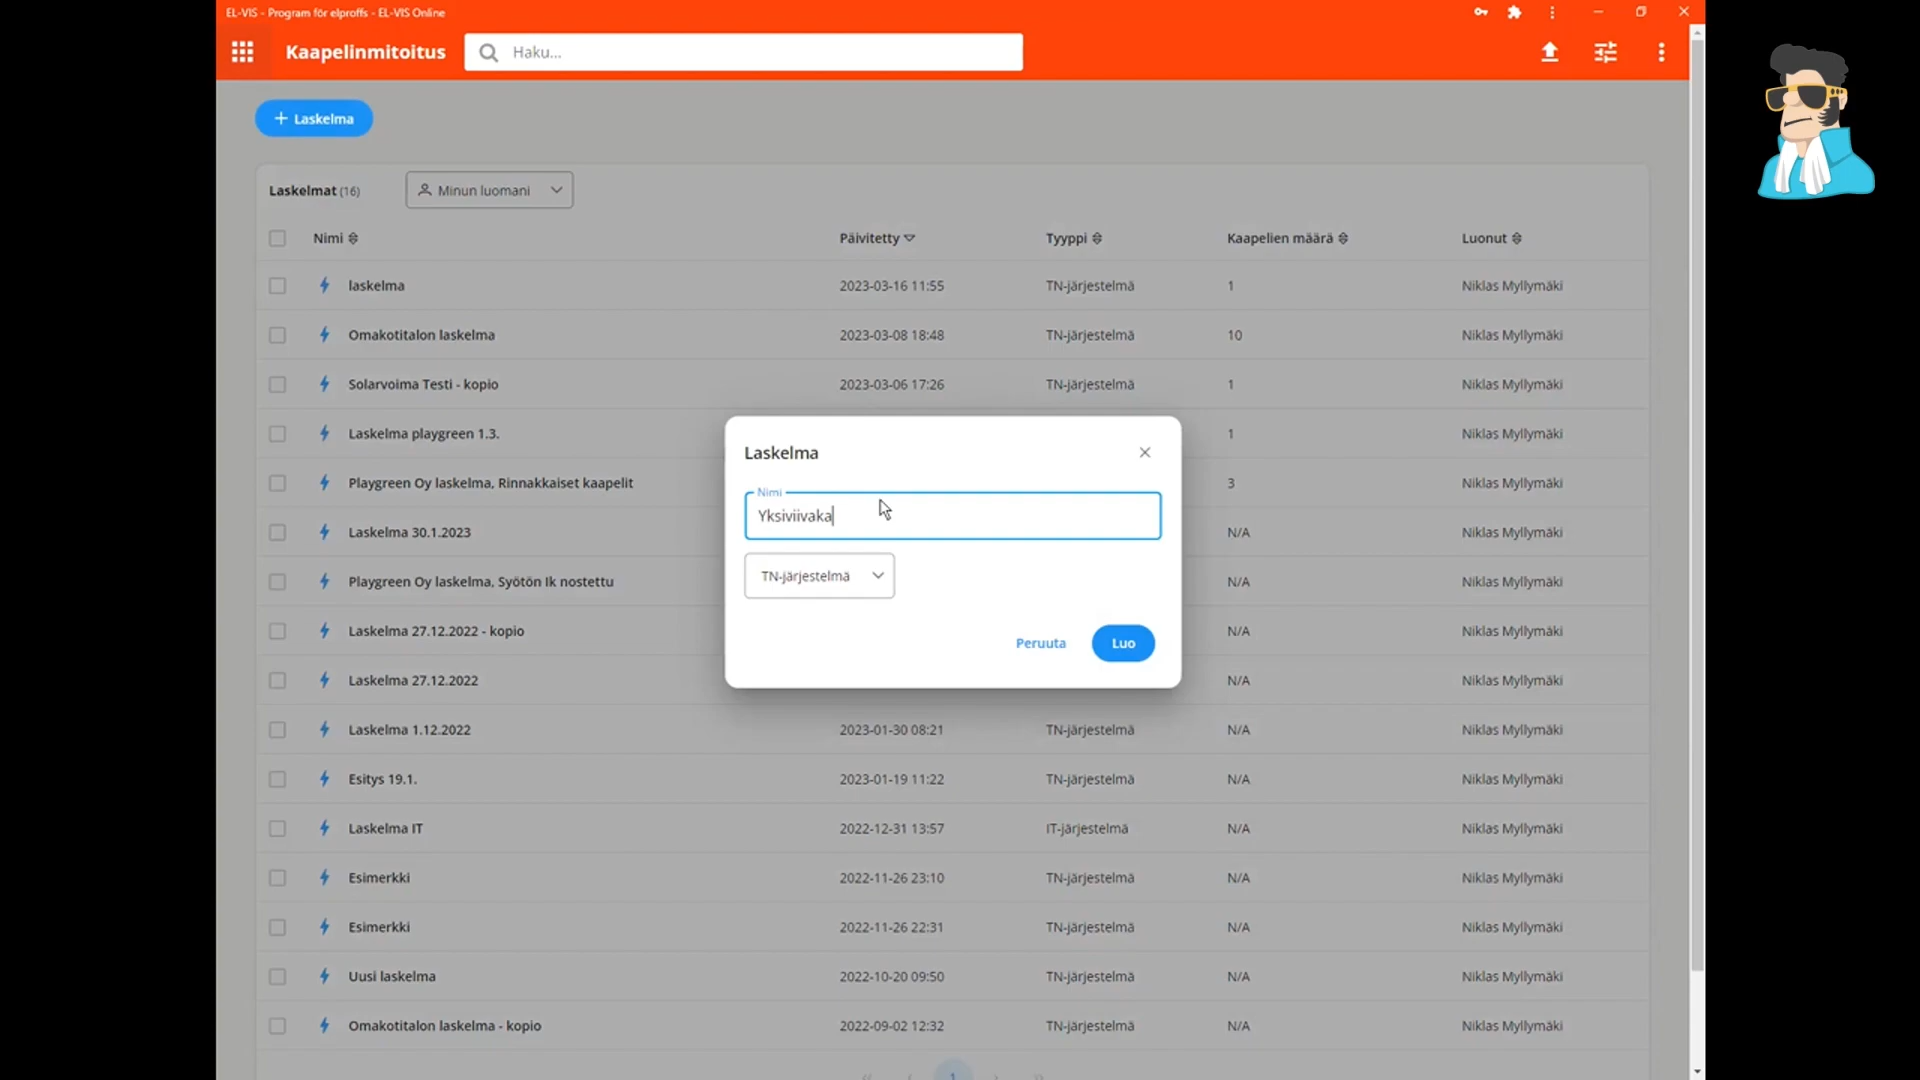 EL-VIS - Program för elproffs - EL-VIS Online
Kaapelinmitoitus
Haku...
+ Laskelma
Laskelmat (16)
Minun luomani
Nimi Päivitetty Tyyppi Kaapelien määrä Luonut
laskelma 2023-03-16 11:55 TN-järjestelmä 1 Niklas Myllymäki
Omakotitalon laskelma 2023-03-08 18:48 TN-järjestelmä 10 Niklas Myllymäki
Solarvoima Testi - kopio 2023-03-06 17:26 TN-järjestelmä 1 Niklas Myllymäki
Laskelma playgreen 1.3. 1 Niklas Myllymäki
Playgreen Oy laskelma, Rinnakkaiset kaapelit 3 Niklas Myllymäki
Laskelma 30.1.2023 N/A Niklas Myllymäki
Playgreen Oy laskelma, Syötön Ik nostettu N/A Niklas Myllymäki
Laskelma 27.12.2022 - kopio N/A Niklas Myllymäki
Laskelma 27.12.2022 N/A Niklas Myllymäki
Laskelma 1.12.2022 2023-01-30 08:21 TN-järjestelmä N/A Niklas Myllymäki
Esitys 19.1. 2023-01-19 11:22 TN-järjestelmä N/A Niklas Myllymäki
Laskelma IT 2022-12-31 13:57 IT-järjestelmä N/A Niklas Myllymäki
Esimerkki 2022-11-26 23:10 TN-järjestelmä N/A Niklas Myllymäki
Esimerkki 2022-11-26 22:31 TN-järjestelmä N/A Niklas Myllymäki
Uusi laskelma 2022-10-20 09:50 TN-järjestelmä N/A Niklas Myllymäki
Omakotitalon laskelma - kopio 2022-09-02 12:32 TN-järjestelmä N/A Niklas Myllymäki
1
Laskelma
Nimi
Yksiviivaka
TN-järjestelmä
Peruuta Luo